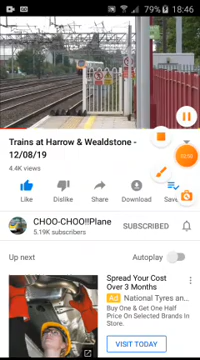 79% 18:46
Trains at Harrow & Wealdstone -
12/08/19
4.4K views
Like Dislike Share Download Save
CHOO-CHOO!!Plane SUBSCRIBED
5.19K subscribers
Up next Autoplay
Spread Your Cost
Over 3 Months
Ad National Tyres an...
Buy One & Get One Half
Price On Selected Brands In
Store.
VISIT TODAY